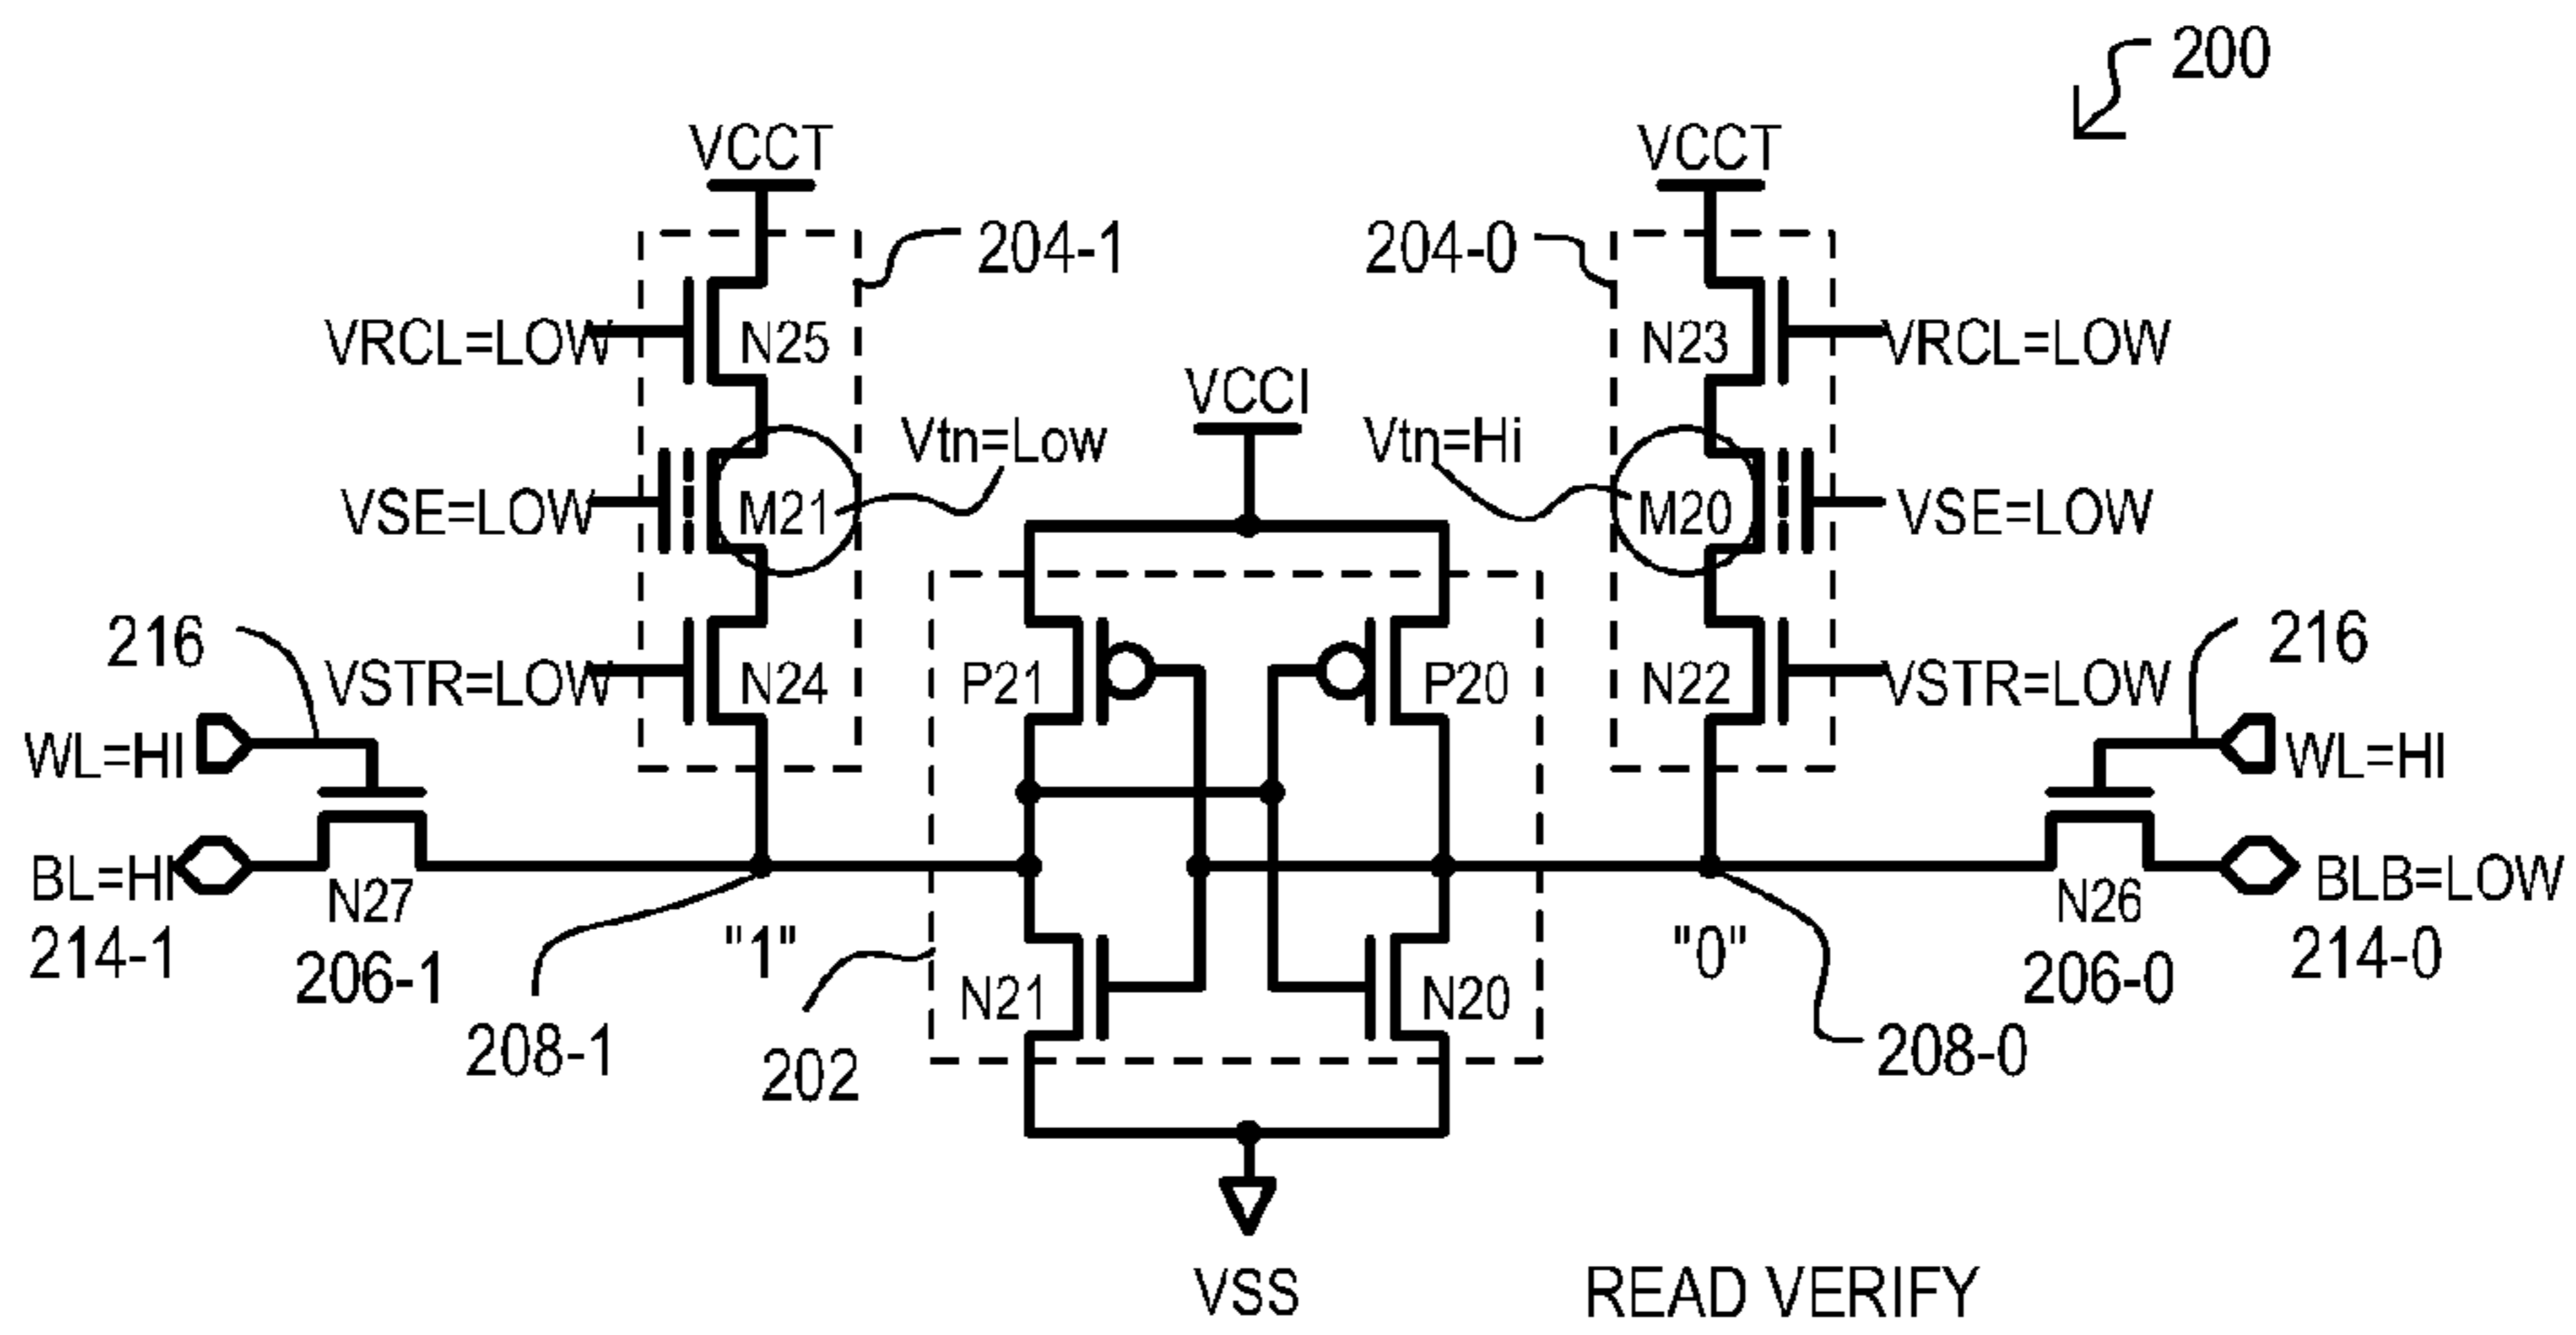 200
VCCT
VCCT
204-1
204-0
VRCL=LOW
N25
N23
VRCL=LOW
VCCI
Vtn=Low
Vtn=Hi
VSE=LOW
M21
M20
VSE=LOW
216
216
VSTR=LOW
N24
P21
P20
N22
VSTR=LOW
WL=HI
WL=HI
BL=HI
N27
N26
BLB=LOW
214-1
206-1
"1"
"0"
206-0
214-0
N21
N20
208-1
202
208-0
VSS
READ VERIFY